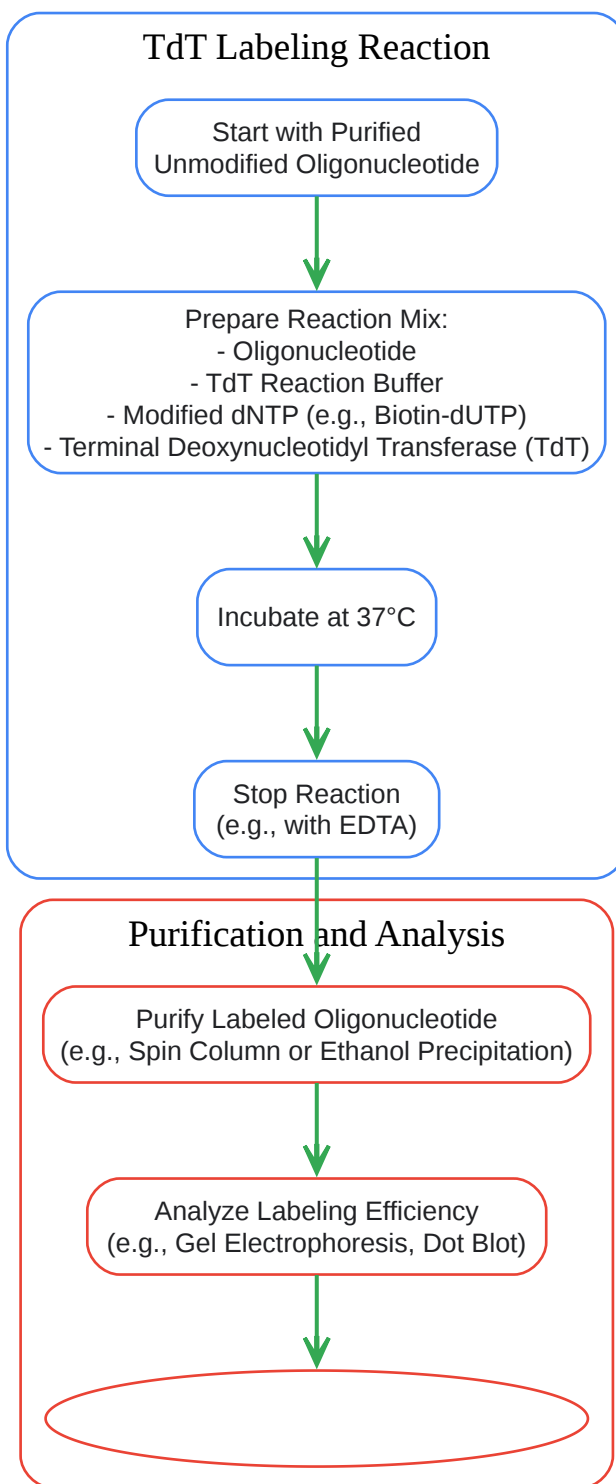 TdT Labeling Reaction
Start with Purified
Unmodified Oligonucleotide
Prepare Reaction Mix:
- Oligonucleotide
- TdT Reaction Buffer
- Modified dNTP (e.g., Biotin-dUTP)
- Terminal Deoxynucleotidyl Transferase (TdT)
Incubate at 37°C
Stop Reaction
(e.g., with EDTA)
Purification and Analysis
Purify Labeled Oligonucleotide
(e.g., Spin Column or Ethanol Precipitation)
Analyze Labeling Efficiency
(e.g., Gel Electrophoresis, Dot Blot)